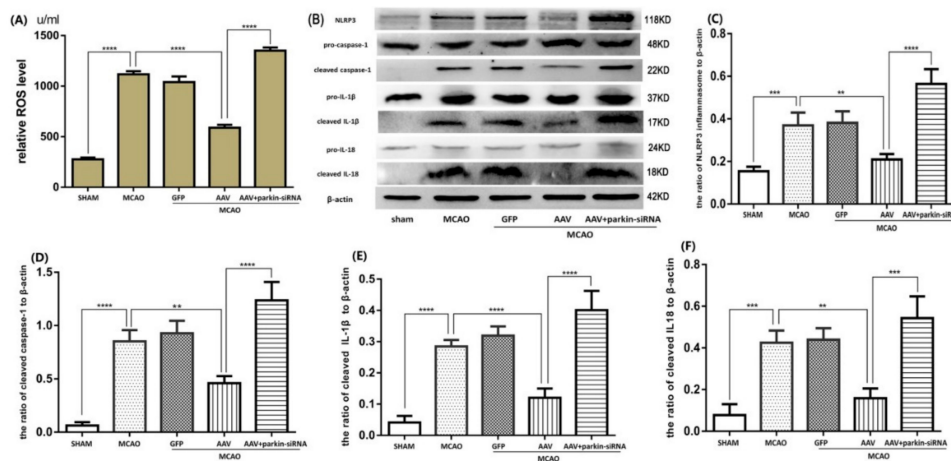 (A)
u/ml
relative ROS level
1500
1000
500
0
****
****
****
SHAM
MCAO
GFP
AAV
AAV+parkin-siRNA
MCAO
(B)
NLRP3
118KD
pro-caspase-1
48KD
cleaved caspase-1
22KD
pro-IL-1β
37KD
cleaved IL-1β
17KD
pro-IL-18
24KD
cleaved IL-18
18KD
β-actin
42KD
sham
MCAO
GFP
AAV
AAV+parkin-siRNA
MCAO
(C)
the ratio of NLRP3 inflammasome to β-actin
0.8
0.6
0.4
0.2
0.0
***
**
****
SHAM
MCAO
GFP
AAV
AAV+parkin-siRNA
MCAO
(D)
the ratio of cleaved caspase-1 to β-actin
1.5
1.0
0.5
0.0
****
**
****
SHAM
MCAO
GFP
AAV
AAV+parkin-siRNA
MCAO
(E)
the ratio of cleaved IL-1β to β-actin
0.5
0.4
0.3
0.2
0.1
0.0
****
****
****
SHAM
MCAO
GFP
AAV
AAV+parkin-siRNA
MCAO
(F)
the ratio of cleaved IL18 to β-actin
0.8
0.6
0.4
0.2
0.0
***
**
***
SHAM
MCAO
GFP
AAV
AAV+parkin-siRNA
MCAO